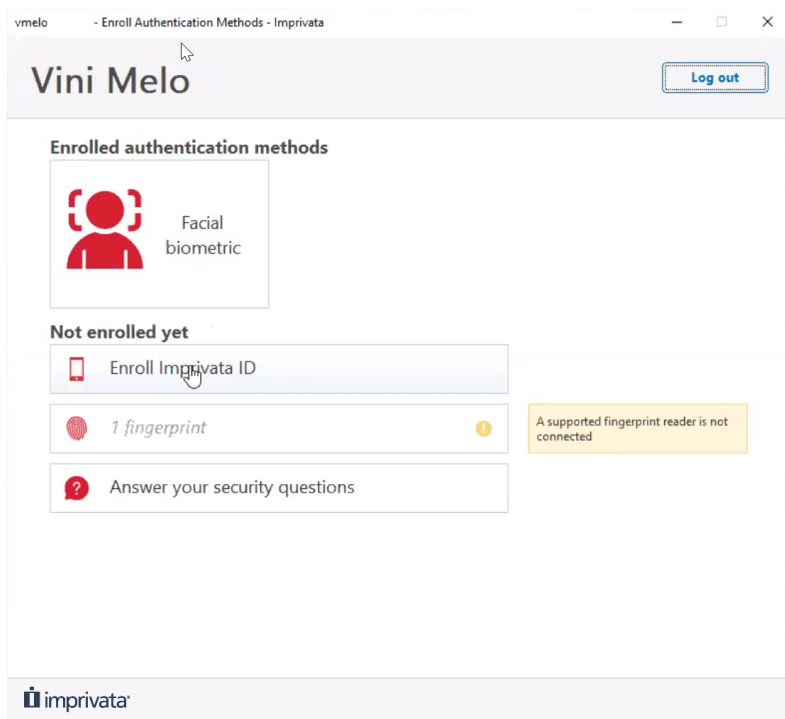 vmelo - Enroll Authentication Methods - Imprivata
Vini Melo
Log out
Enrolled authentication methods
Facial
biometric
Not enrolled yet
Enroll Imprivata ID
1 fingerprint
A supported fingerprint reader is not
connected
Answer your security questions
imprivata